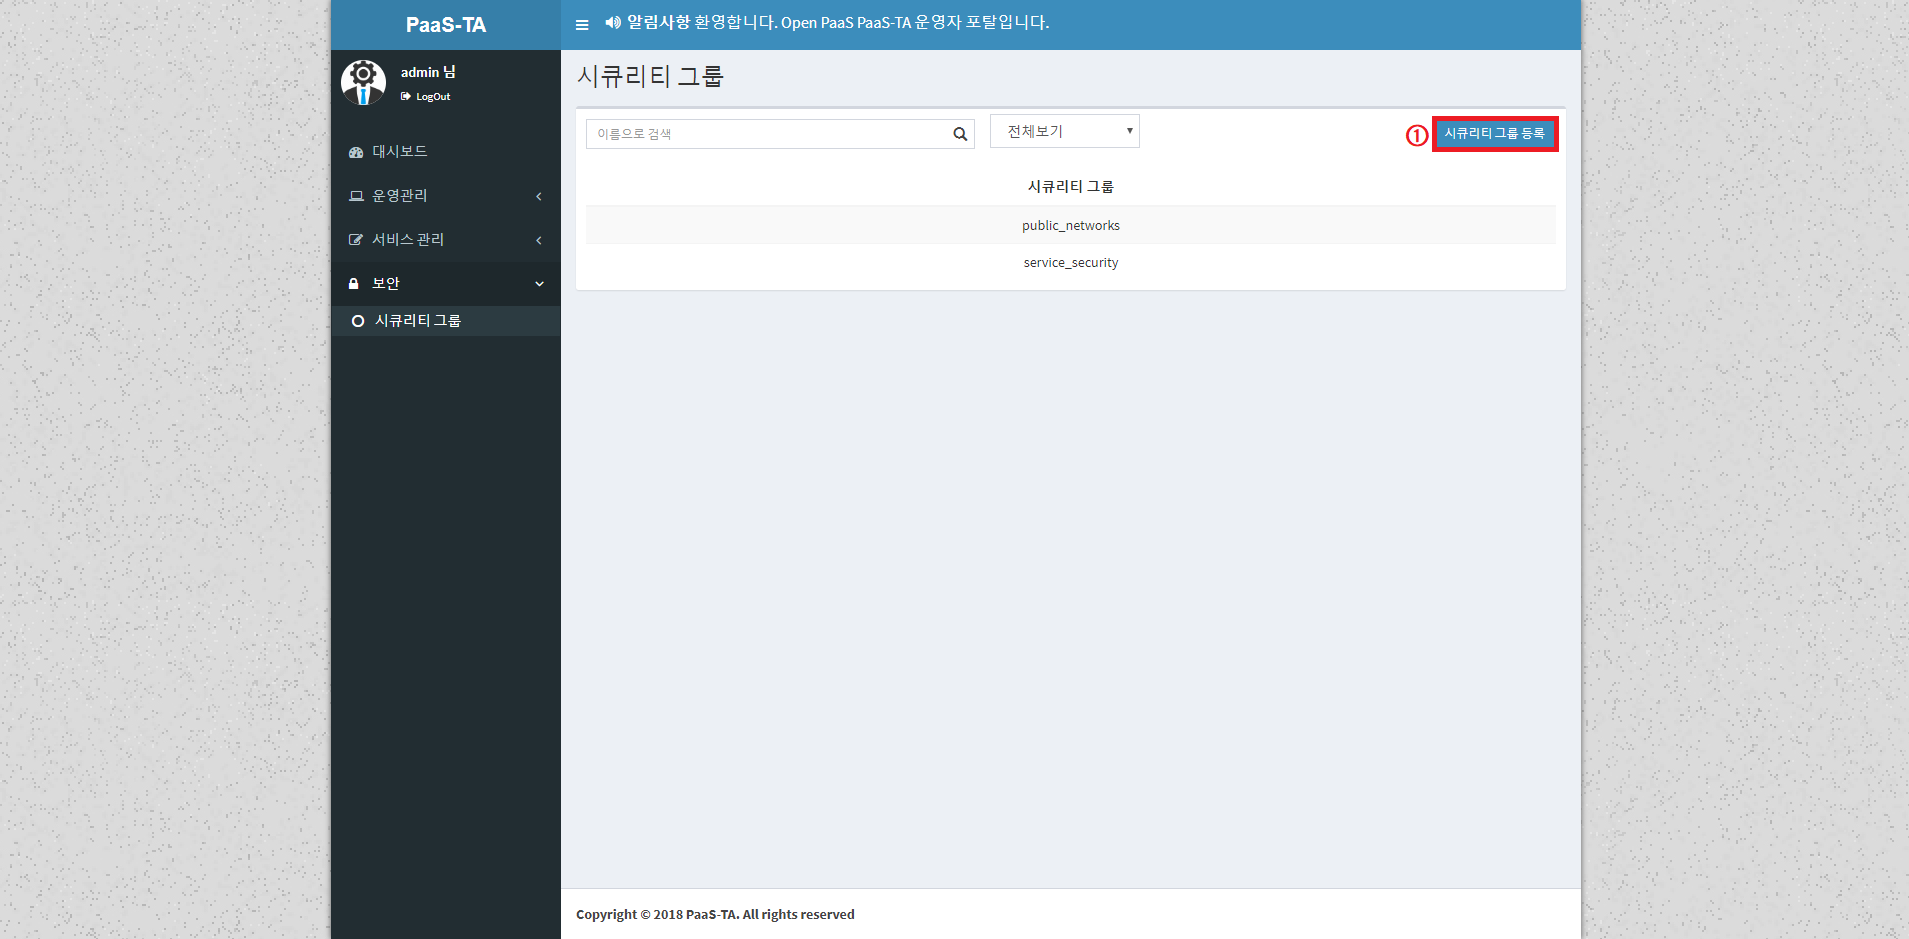 PaaS-TA
알림사항 환영합니다. Open PaaS PaaS-TA 운영자 포탈입니다.
admin 님
LogOut
대시보드
운영관리
서비스 관리
보안
시큐리티 그룹
시큐리티 그룹
이름으로 검색
전체보기
① 시큐리티 그룹 등록
시큐리티 그룹
public_networks
service_security
Copyright © 2018 PaaS-TA. All rights reserved